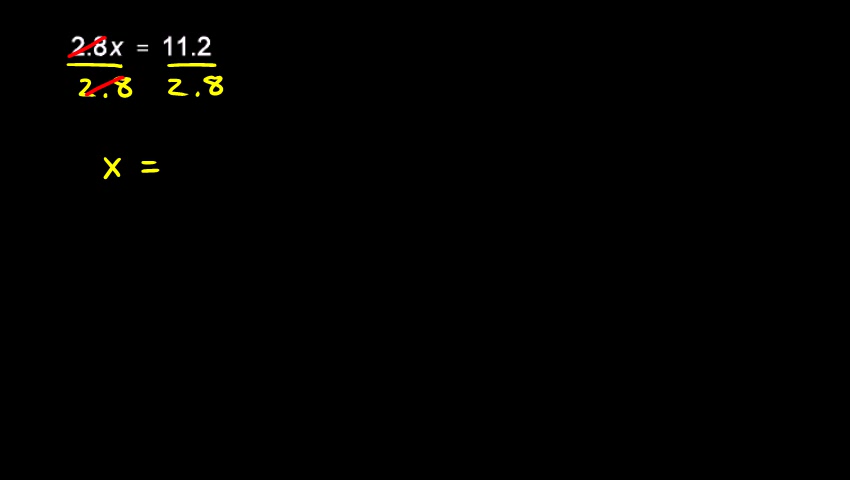 2.8x = 11.2
2.8 2.8
x =